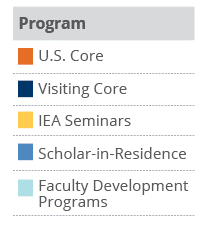 Program
U.S. Core
Visiting Core
IEA Seminars
Scholar-in-Residence
Faculty Development
Programs